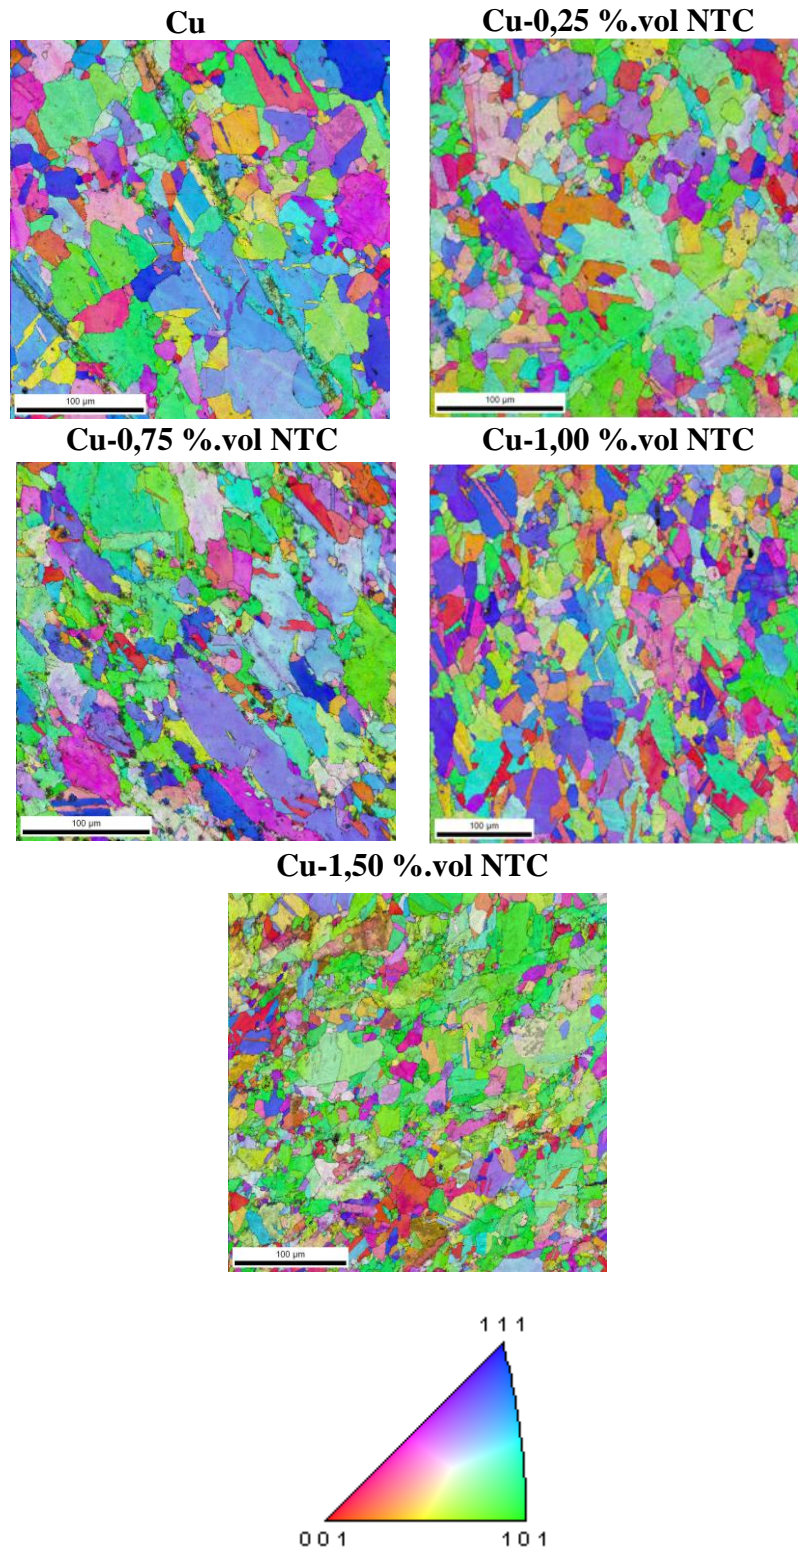 Cu
Cu-0,25 %.vol NTC
100 µm
100 µm
Cu-0,75 %.vol NTC
Cu-1,00 %.vol NTC
100 µm
100 µm
Cu-1,50 %.vol NTC
100 µm
1 1 1
0 0 1
1 0 1